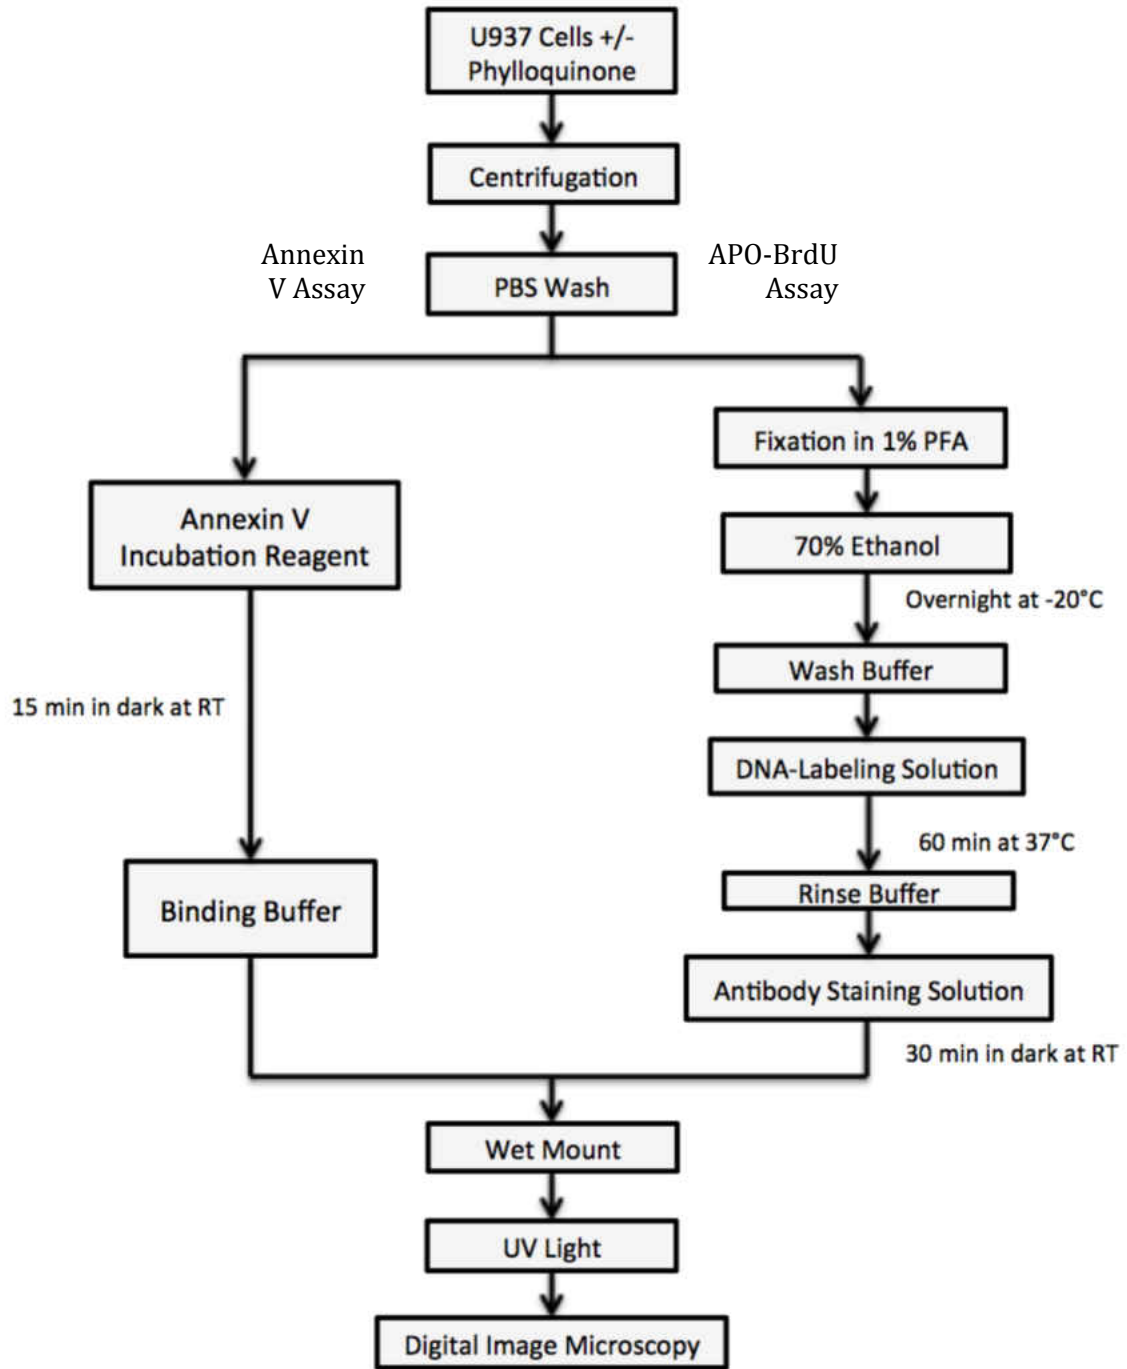 U937 Cells +/-
Phylloquinone
Centrifugation
Annexin
V Assay
PBS Wash
APO-BrdU
Assay
Fixation in 1% PFA
Annexin V
Incubation Reagent
70% Ethanol
Overnight at -20°C
Wash Buffer
15 min in dark at RT
DNA-Labeling Solution
60 min at 37°C
Rinse Buffer
Binding Buffer
Antibody Staining Solution
30 min in dark at RT
Wet Mount
UV Light
Digital Image Microscopy